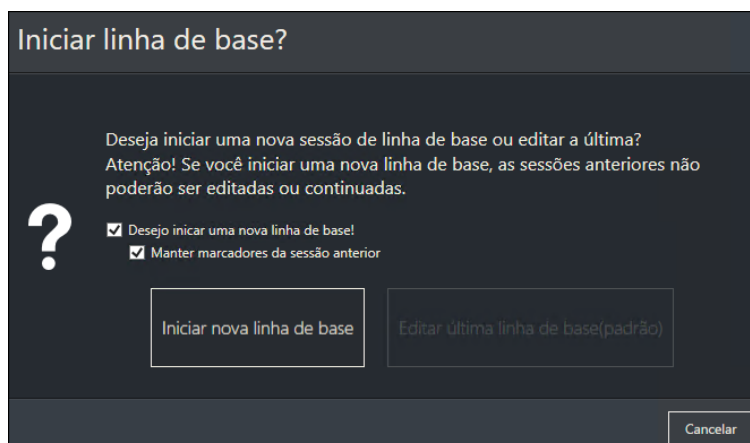 Iniciar linha de base?
Deseja iniciar uma nova sessão de linha de base ou editar a última?
Atenção! Se você iniciar uma nova linha de base, as sessões anteriores não
poderão ser editadas ou continuadas.
?
Desejo inicar uma nova linha de base!
Manter marcadores da sessão anterior
Iniciar nova linha de base
Editar última linha de base(padrão)
Cancelar